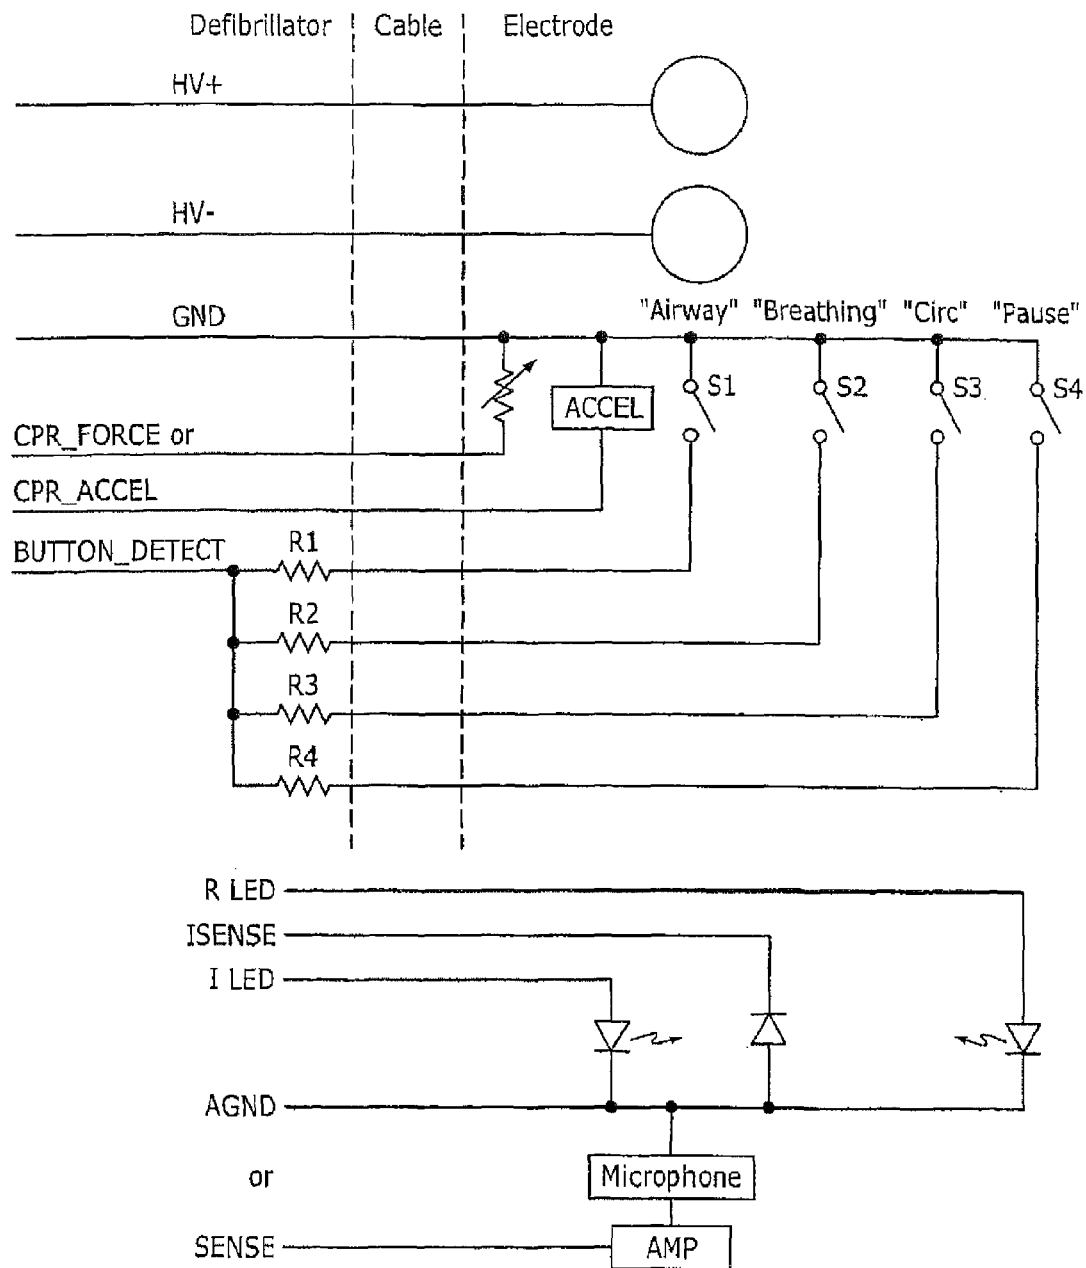 Defibrillator Cable Electrode
HV+
HV-
GND
"Airway" "Breathing" "Circ" "Pause"
S1 S2 S3 S4
ACCEL
CPR_FORCE or
CPR_ACCEL
BUTTON_DETECT
R1
R2
R3
R4
R LED
ISENSE
I LED
AGND
or
Microphone
SENSE
AMP